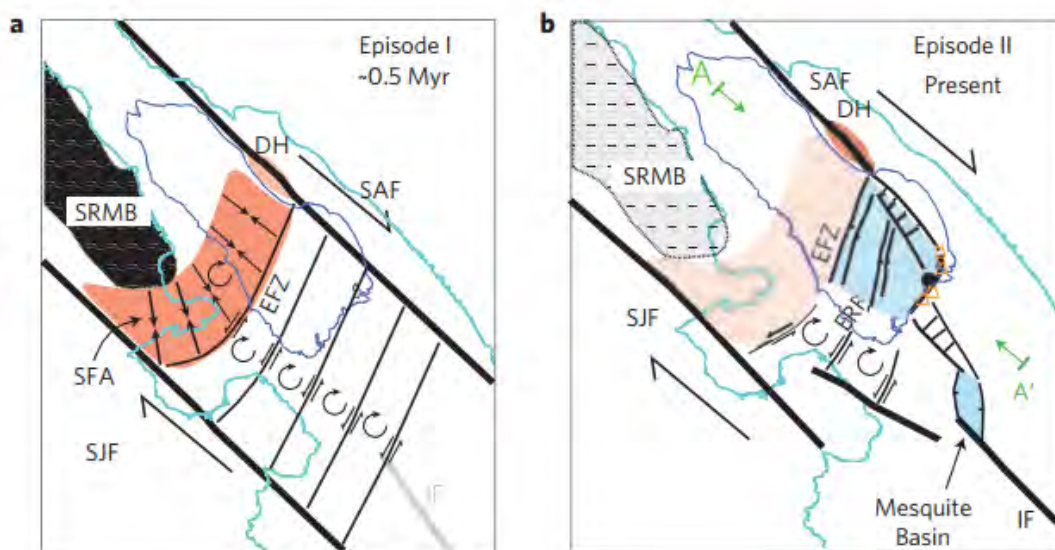 a
Episode I
~0.5 Myr
DH
SAF
SRMB
EFZ
SFA
SJF
IF
b
Episode II
Present
A
SAF
DH
SRMB
EFZ
BRF
SJF
A'
Mesquite
Basin
IF